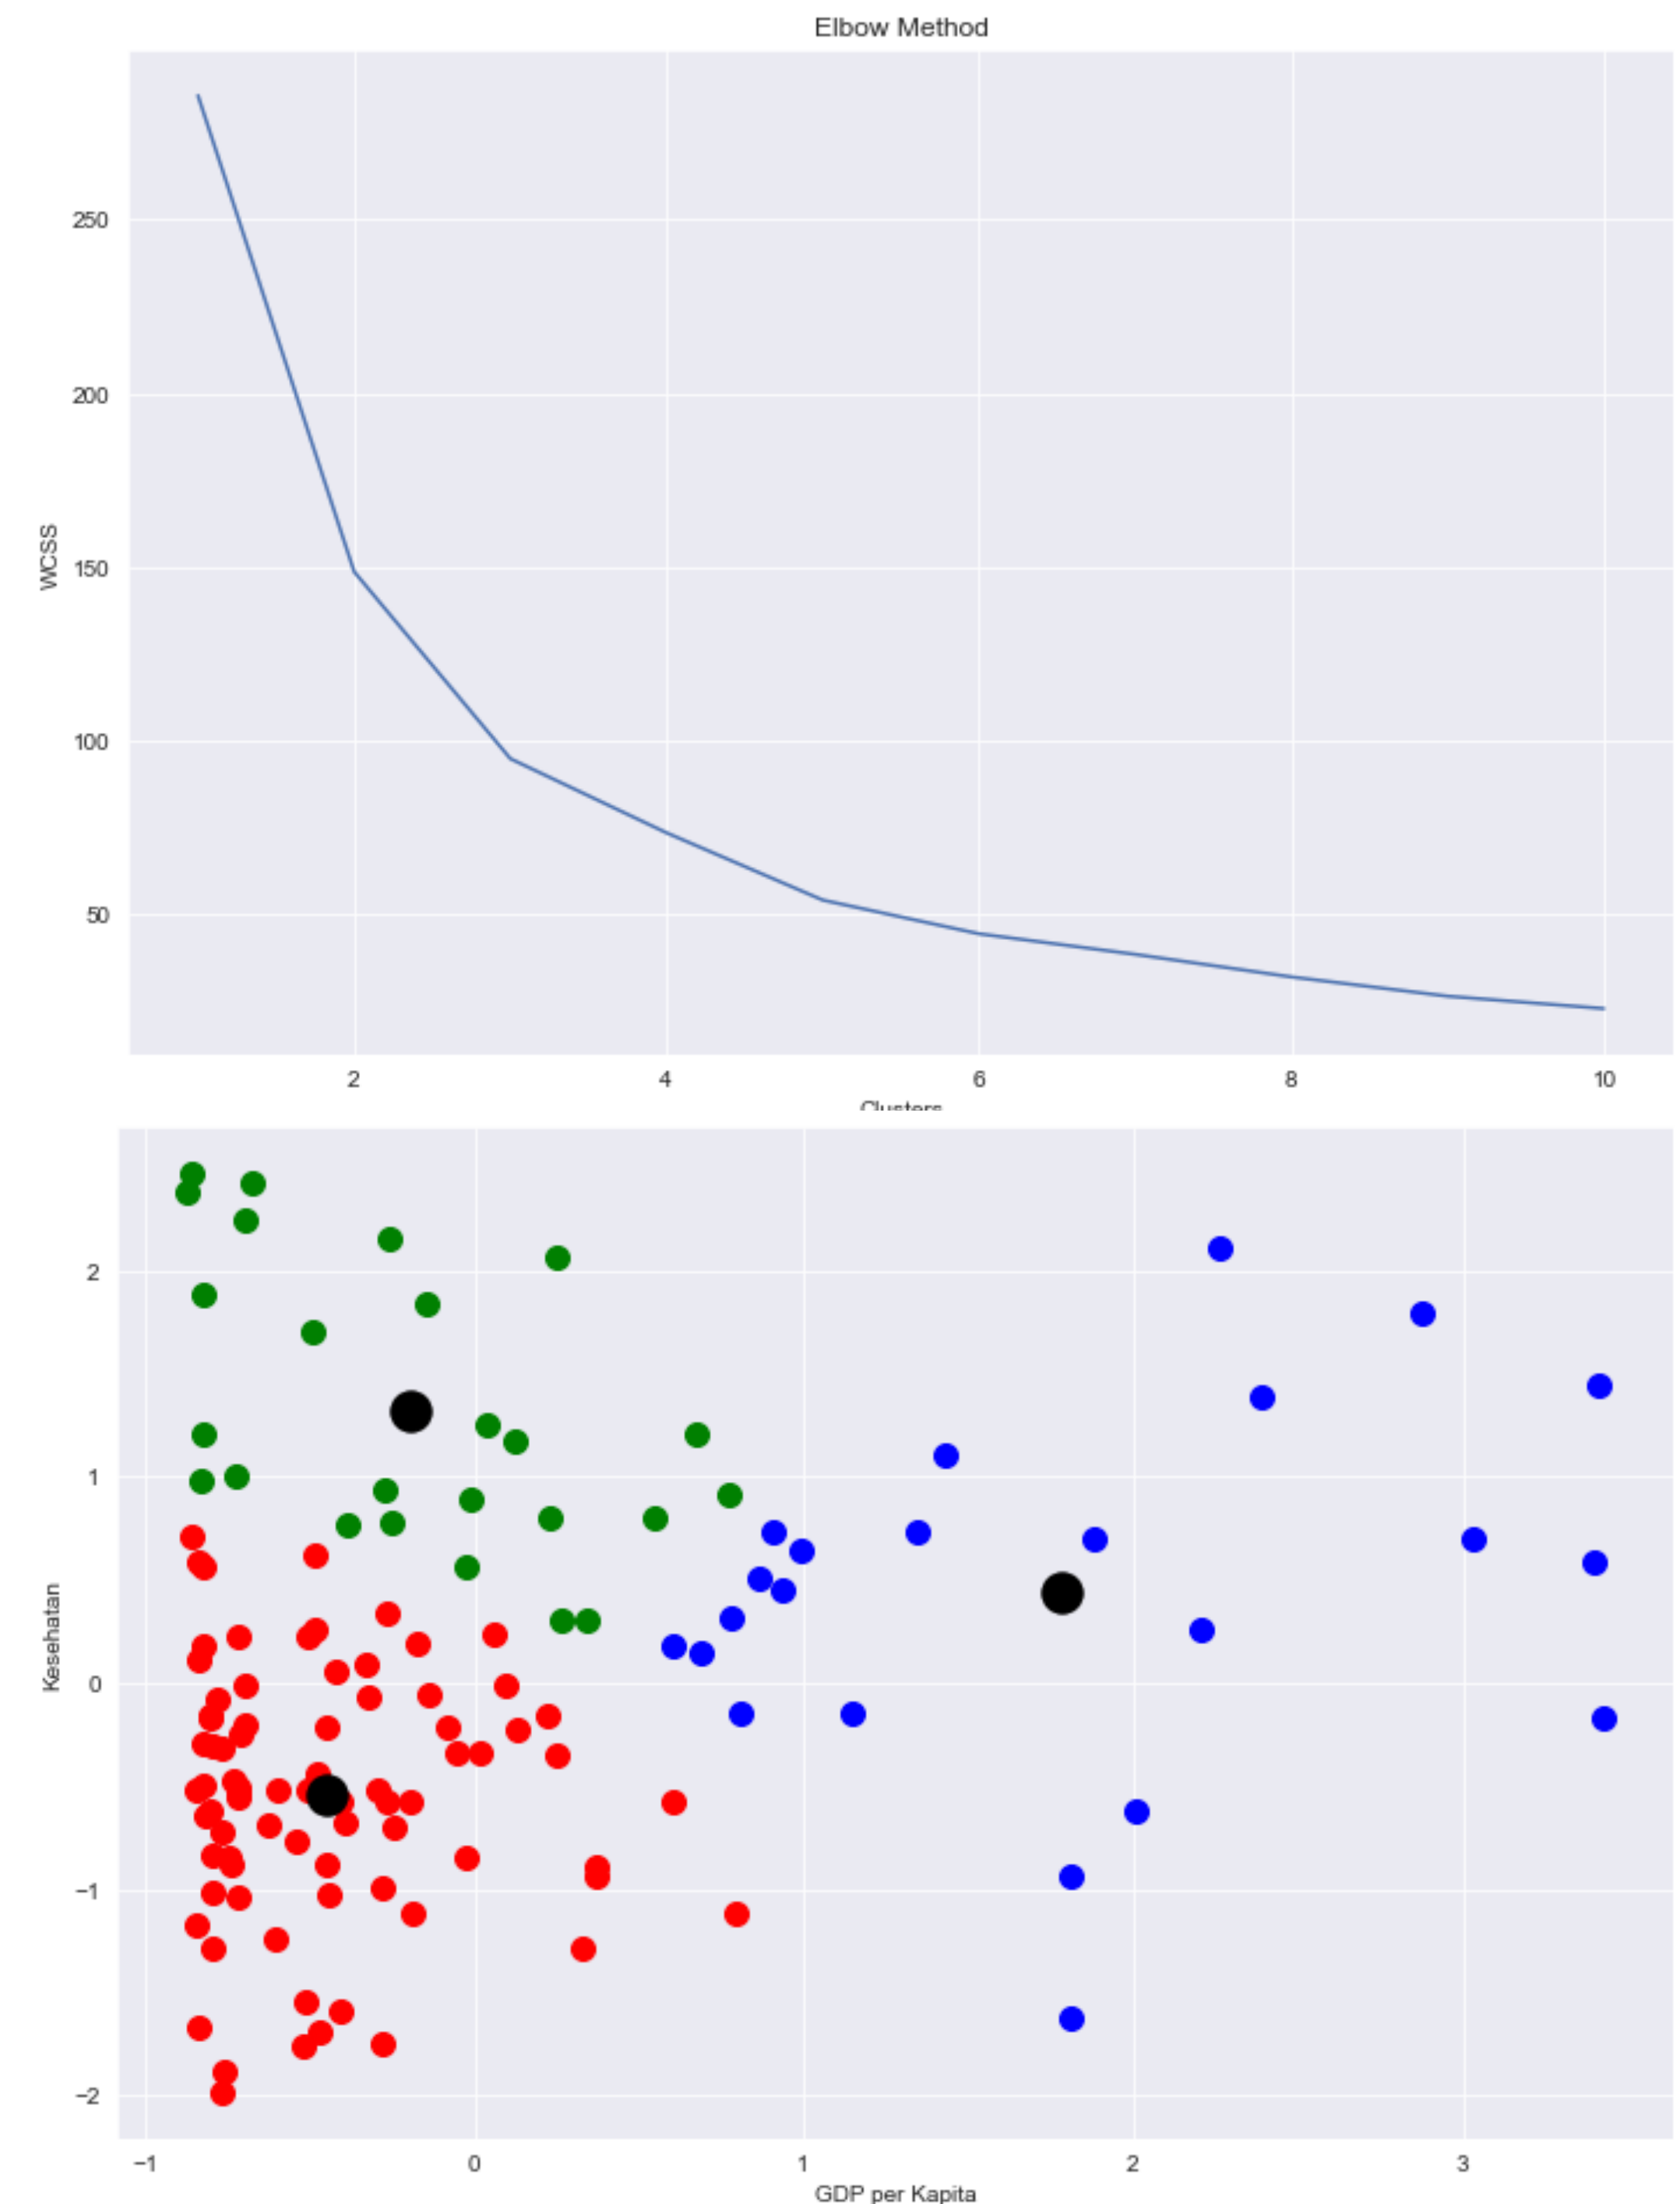 Elbow Method
250
200
150
100
50
WCSS
2 4 6 8 10
Clusters
2
1
0
−1
−2
Kesehatan
−1 0 1 2 3
GDP per Kapita